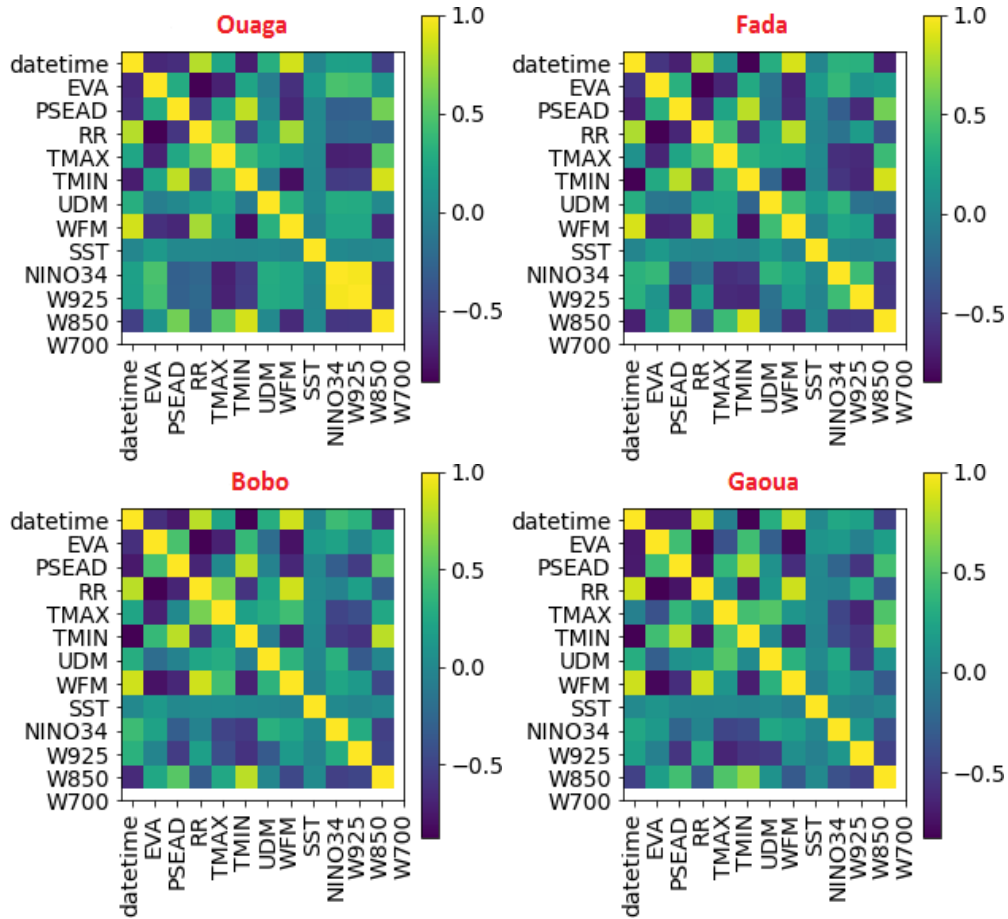 Ouaga
datetime
EVA
PSEAD
RR
TMAX
TMIN
UDM
WFM
SST
NINO34
W925
W850
W700
datetime
EVA
PSEAD
RR
TMAX
TMIN
UDM
WFM
SST
NINO34
W925
W850
W700
1.0
0.5
0.0
−0.5
Fada
datetime
EVA
PSEAD
RR
TMAX
TMIN
UDM
WFM
SST
NINO34
W925
W850
W700
datetime
EVA
PSEAD
RR
TMAX
TMIN
UDM
WFM
SST
NINO34
W925
W850
W700
1.0
0.5
0.0
−0.5
Bobo
datetime
EVA
PSEAD
RR
TMAX
TMIN
UDM
WFM
SST
NINO34
W925
W850
W700
datetime
EVA
PSEAD
RR
TMAX
TMIN
UDM
WFM
SST
NINO34
W925
W850
W700
1.0
0.5
0.0
−0.5
Gaoua
datetime
EVA
PSEAD
RR
TMAX
TMIN
UDM
WFM
SST
NINO34
W925
W850
W700
datetime
EVA
PSEAD
RR
TMAX
TMIN
UDM
WFM
SST
NINO34
W925
W850
W700
1.0
0.5
0.0
−0.5